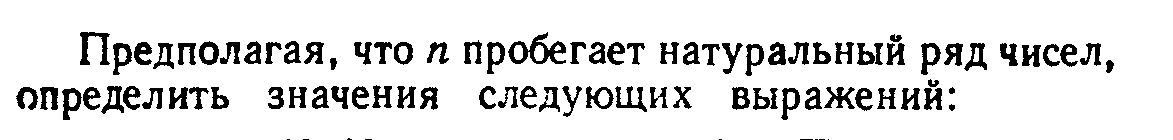 Предполагая, что n пробегает натуральный ряд чисел,
определить значения следующих выражений: